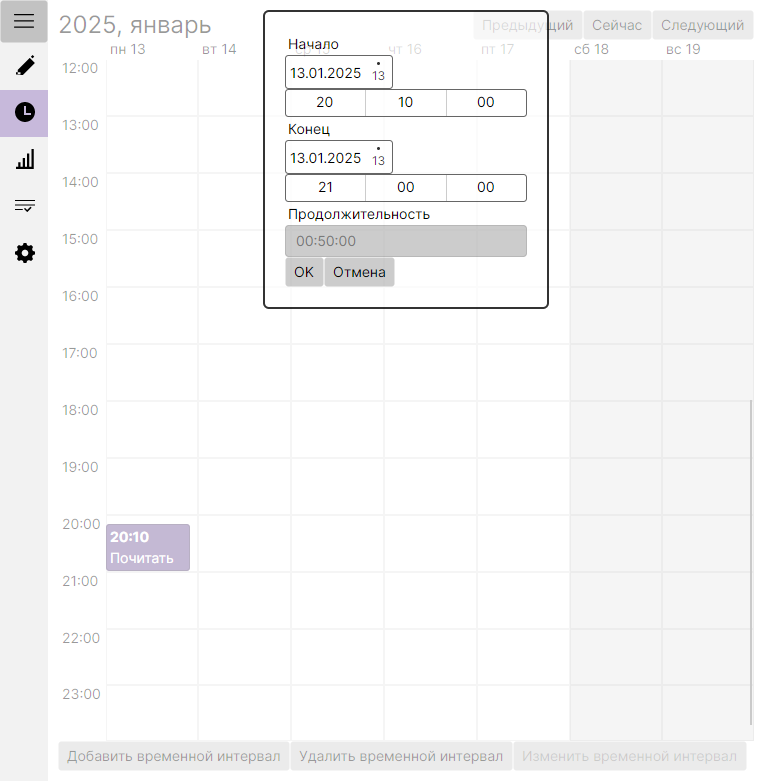 2025, январь
Предыдущий Сейчас Следующий
пн 13 вт 14 ср 15 чт 16 пт 17 сб 18 вс 19
Начало
13.01.2025 13
20 10 00
Конец
13.01.2025 13
21 00 00
Продолжительность
00:50:00
OK Отмена
12:00
13:00
14:00
15:00
16:00
17:00
18:00
19:00
20:00
20:10
Почитать
21:00
22:00
23:00
Добавить временной интервал Удалить временной интервал Изменить временной интервал